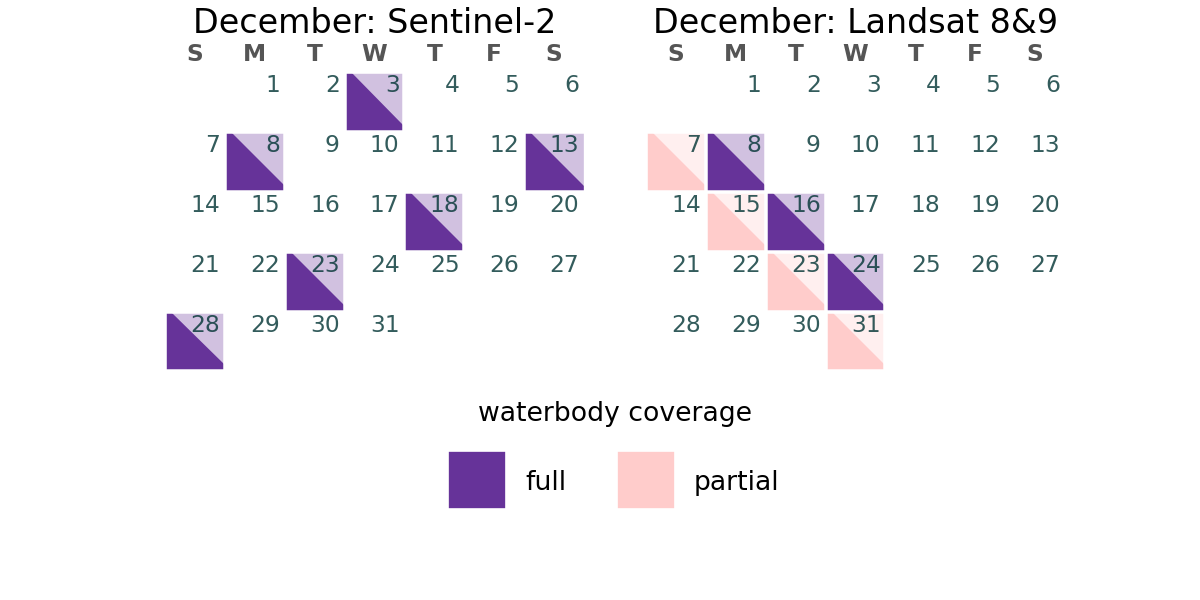 December: Sentinel-2
S M T W T F S
1 2 3 4 5 6
7 8 9 10 11 12 13
14 15 16 17 18 19 20
21 22 23 24 25 26 27
28 29 30 31
December: Landsat 8&9
S M T W T F S
1 2 3 4 5 6
7 8 9 10 11 12 13
14 15 16 17 18 19 20
21 22 23 24 25 26 27
28 29 30 31
waterbody coverage
full partial